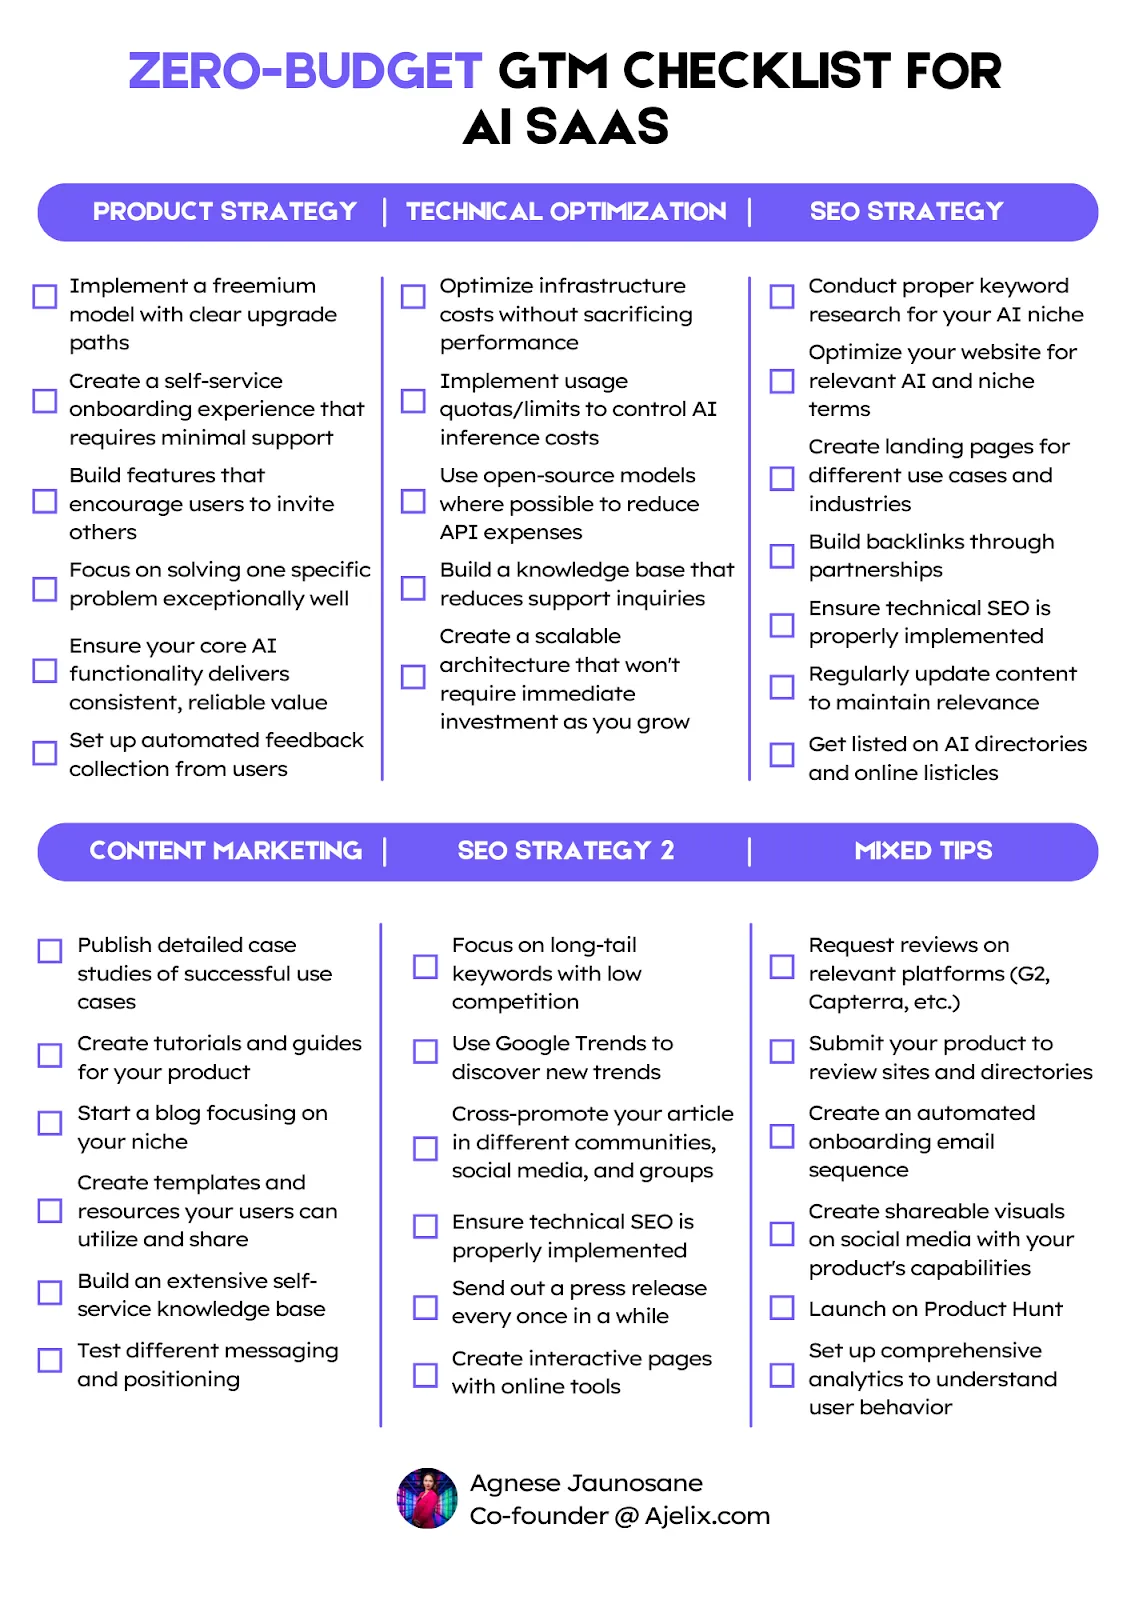 ZERO-BUDGET GTM CHECKLIST FOR
AI SAAS
PRODUCT STRATEGY | TECHNICAL OPTIMIZATION | SEO STRATEGY
Implement a freemium
model with clear upgrade
paths
Create a self-service
onboarding experience that
requires minimal support
Build features that
encourage users to invite
others
Focus on solving one specific
problem exceptionally well
Ensure your core AI
functionality delivers
consistent, reliable value
Set up automated feedback
collection from users
Optimize infrastructure
costs without sacrificing
performance
Implement usage
quotas/limits to control AI
inference costs
Use open-source models
where possible to reduce
API expenses
Build a knowledge base that
reduces support inquiries
Create a scalable
architecture that won't
require immediate
investment as you grow
Conduct proper keyword
research for your AI niche
Optimize your website for
relevant AI and niche
terms
Create landing pages for
different use cases and
industries
Build backlinks through
partnerships
Ensure technical SEO is
properly implemented
Regularly update content
to maintain relevance
Get listed on AI directories
and online listicles
CONTENT MARKETING | SEO STRATEGY 2 | MIXED TIPS
Publish detailed case
studies of successful use
cases
Create tutorials and guides
for your product
Start a blog focusing on
your niche
Create templates and
resources your users can
utilize and share
Build an extensive self-
service knowledge base
Test different messaging
and positioning
Focus on long-tail
keywords with low
competition
Use Google Trends to
discover new trends
Cross-promote your article
in different communities,
social media, and groups
Ensure technical SEO is
properly implemented
Send out a press release
every once in a while
Create interactive pages
with online tools
Request reviews on
relevant platforms (G2,
Capterra, etc.)
Submit your product to
review sites and directories
Create an automated
onboarding email
sequence
Create shareable visuals
on social media with your
product's capabilities
Launch on Product Hunt
Set up comprehensive
analytics to understand
user behavior
Agnese Jaunosane
Co-founder @ Ajelix.com